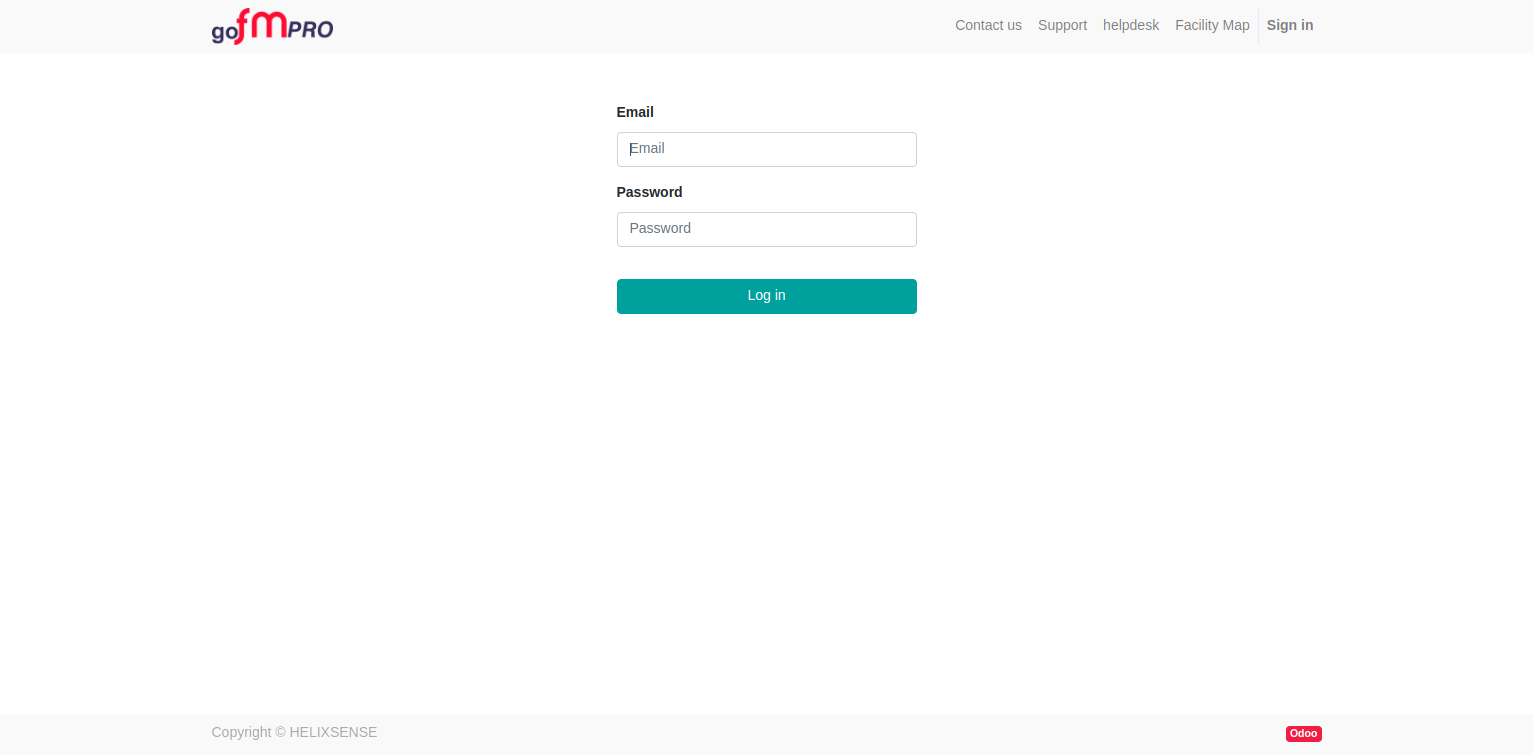 gofmPRO
Contact us Support helpdesk Facility Map Sign in
Email
Email
Password
Password
Log in
Copyright © HELIXSENSE
Odoo